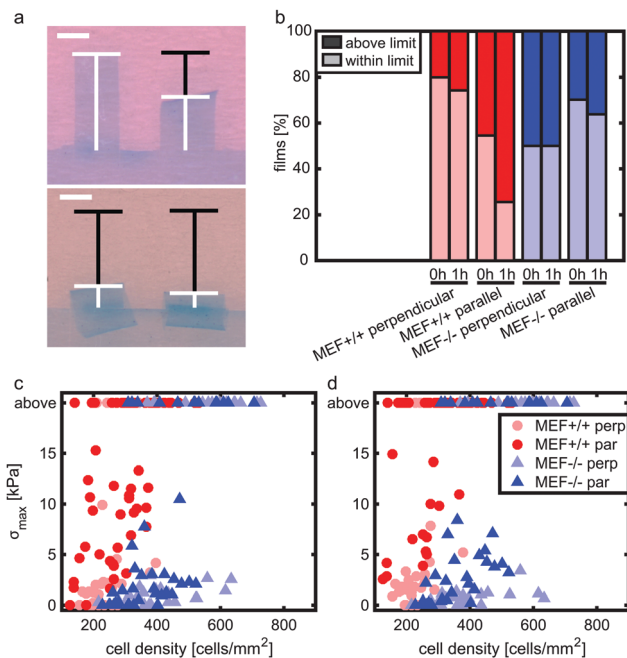 a
b
above limit
within limit
100
80
60
40
20
0
films [%]
0h 1h 0h 1h 0h 1h 0h 1h
MEF+/+ perpendicular
MEF+/+ parallel
MEF-/- perpendicular
MEF-/- parallel
c
d
above
15
10
5
0
σmax [kPa]
200 400 600 800
cell density [cells/mm²]
MEF+/+ perp
MEF+/+ par
MEF-/- perp
MEF-/- par
above
15
10
5
0
200 400 600 800
cell density [cells/mm²]